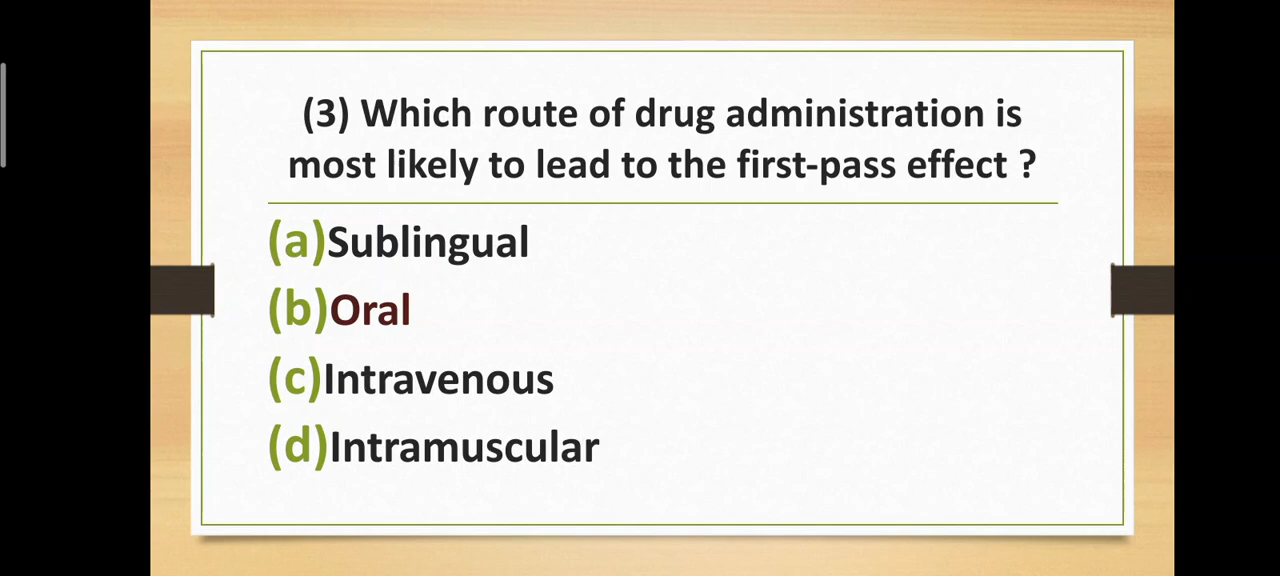 (3) Which route of drug administration is
most likely to lead to the first-pass effect ?
(a)Sublingual
(b)Oral
(c)Intravenous
(d)Intramuscular